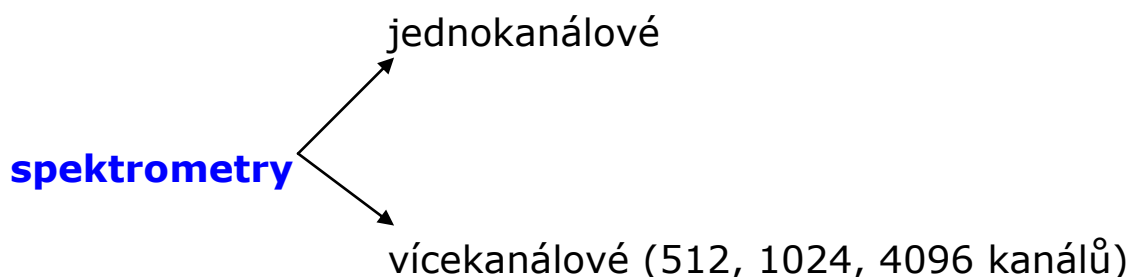 jednokanálové
spektrometry
vícekanálové (512, 1024, 4096 kanálů)